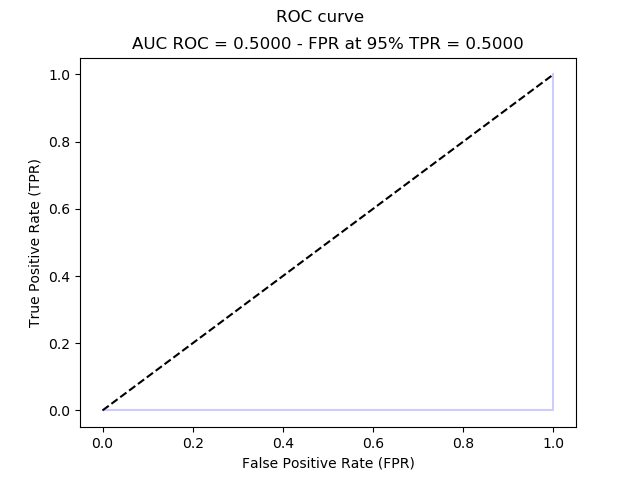 ROC curve
AUC ROC = 0.5000 - FPR at 95% TPR = 0.5000
1.0
0.8
0.6
0.4
0.2
0.0
True Positive Rate (TPR)
0.0 0.2 0.4 0.6 0.8 1.0
False Positive Rate (FPR)